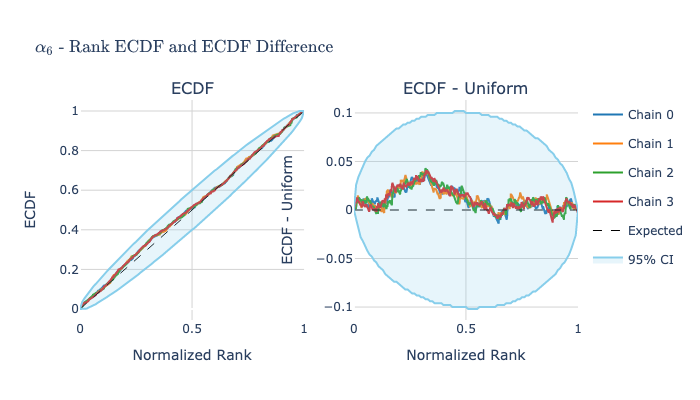 α₆ - Rank ECDF and ECDF Difference
ECDF
ECDF - Uniform
1
0.8
0.6
0.4
0.2
0
ECDF
0
0.5
1
Normalized Rank
0.1
0.05
0
−0.05
−0.1
ECDF - Uniform
0
0.5
1
Normalized Rank
Chain 0
Chain 1
Chain 2
Chain 3
Expected
95% CI